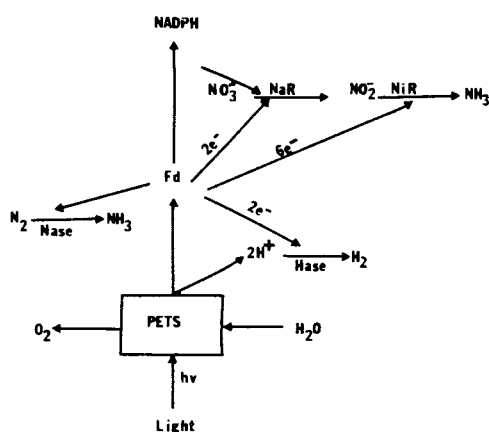 NADPH
NO₃⁻ NaR NO₂⁻ NiR NH₃
2e⁻ 6e⁻
Fd
N₂ Nase NH₃
2e⁻
2H⁺ Hase H₂
O₂ PETS H₂O
hv
Light